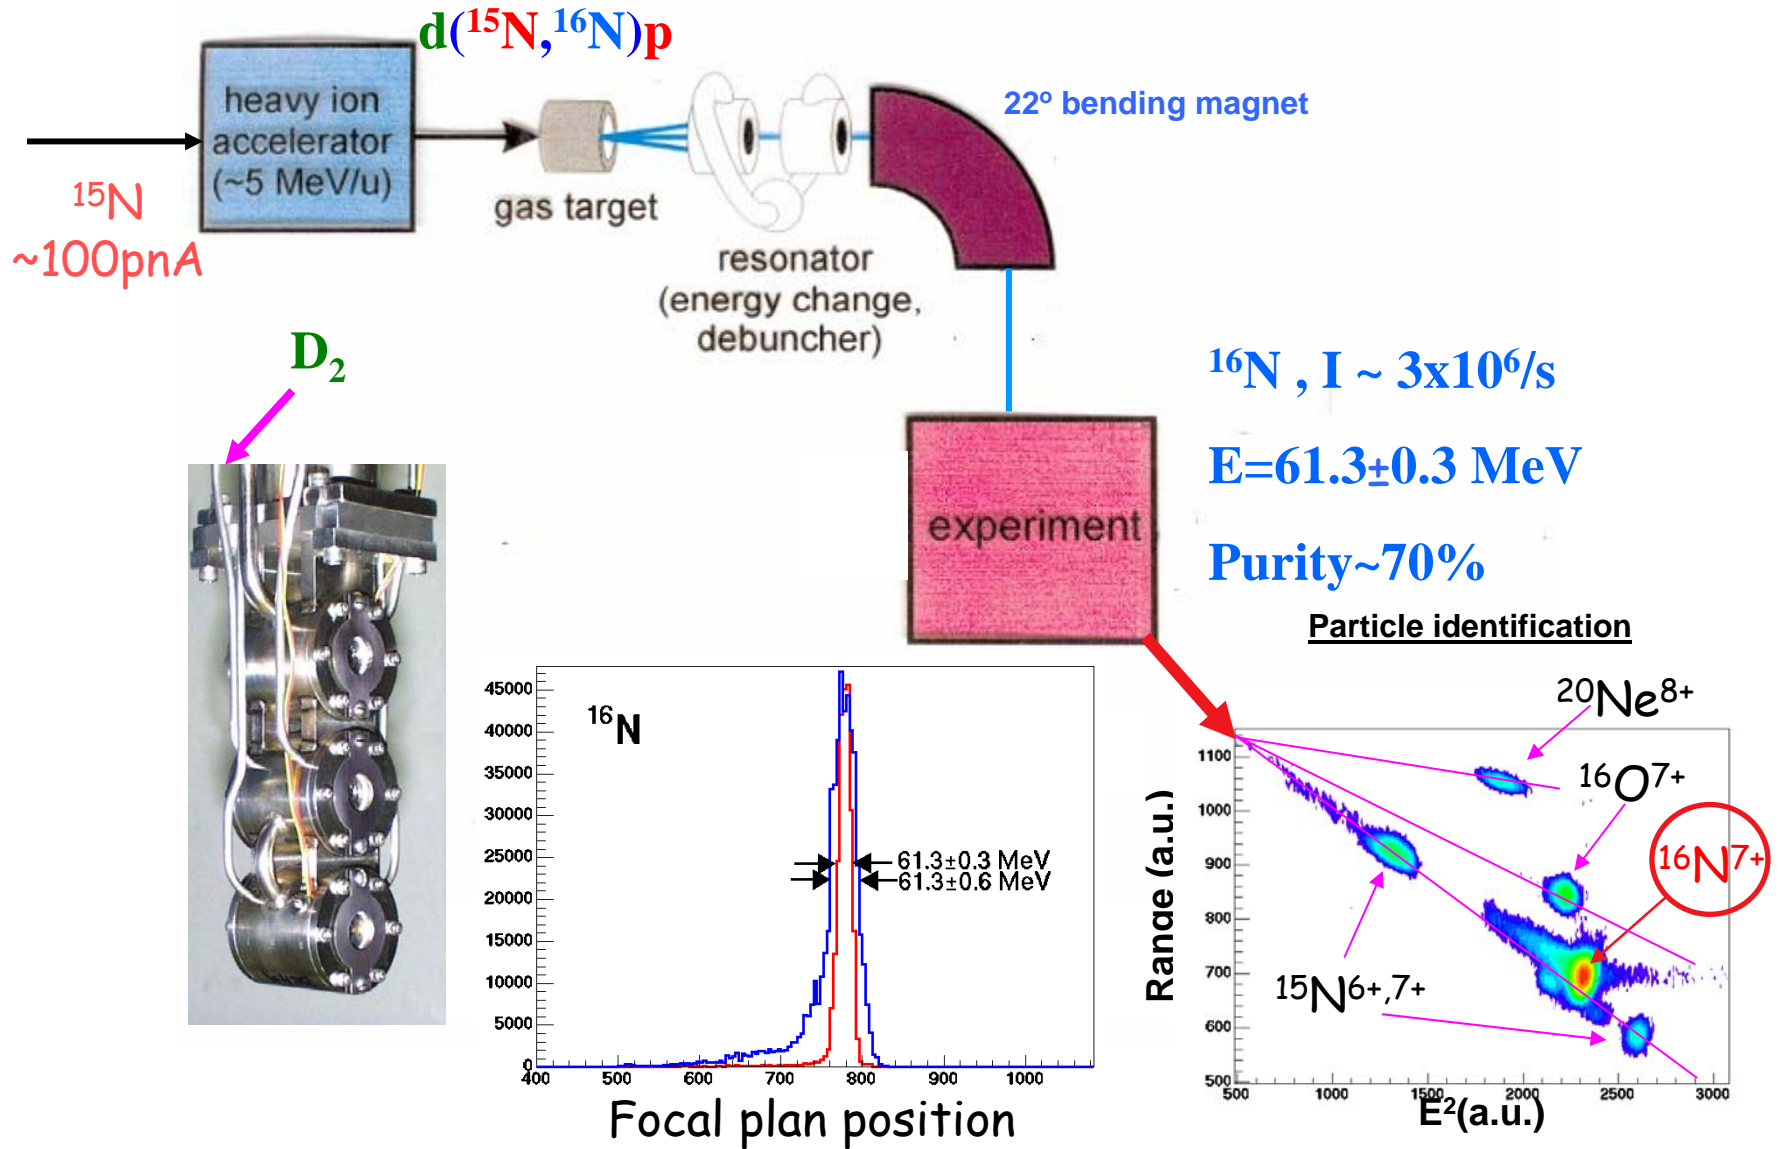 d(¹⁵N,¹⁶N)p
heavy ion
accelerator
(~5 MeV/u)
¹⁵N
~100pnA
gas target
resonator
(energy change,
debuncher)
22º bending magnet
D₂
experiment
¹⁶N , I ~ 3x10⁶/s
E=61.3±0.3 MeV
Purity~70%
Particle identification
¹⁶N
61.3±0.3 MeV
61.3±0.6 MeV
45000
40000
35000
30000
25000
20000
15000
10000
5000
0
400 500 600 700 800 900 1000
Focal plan position
²⁰Ne⁸⁺
¹⁶O⁷⁺
¹⁶N⁷⁺
¹⁵N⁶⁺,⁷⁺
Range (a.u.)
1100
1000
900
800
700
600
500
500 1000 1500 2000 2500 3000
E²(a.u.)